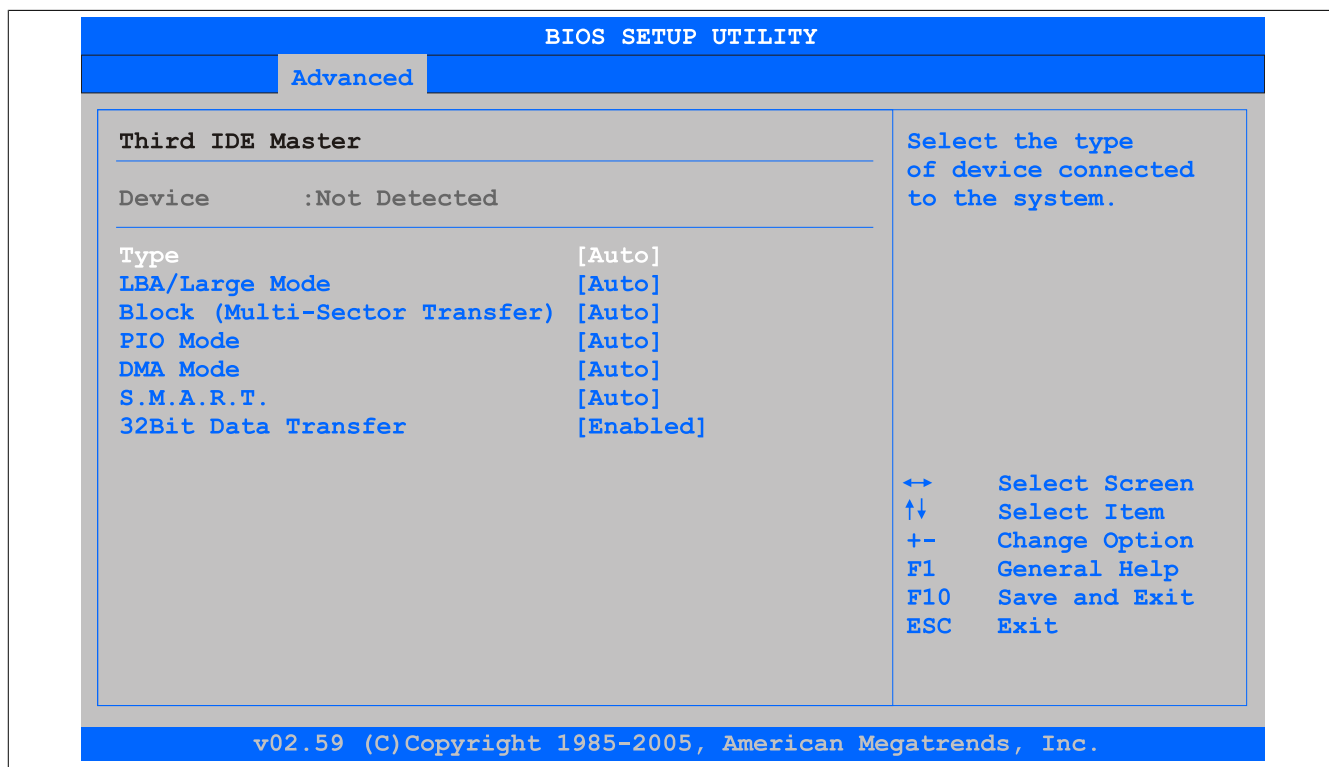 BIOS SETUP UTILITY
Advanced
Third IDE Master
Device :Not Detected
Type [Auto]
LBA/Large Mode [Auto]
Block (Multi-Sector Transfer) [Auto]
PIO Mode [Auto]
DMA Mode [Auto]
S.M.A.R.T. [Auto]
32Bit Data Transfer [Enabled]
Select the type
of device connected
to the system.
↔ Select Screen
↑↓ Select Item
+- Change Option
F1 General Help
F10 Save and Exit
ESC Exit
v02.59 (C)Copyright 1985-2005, American Megatrends, Inc.